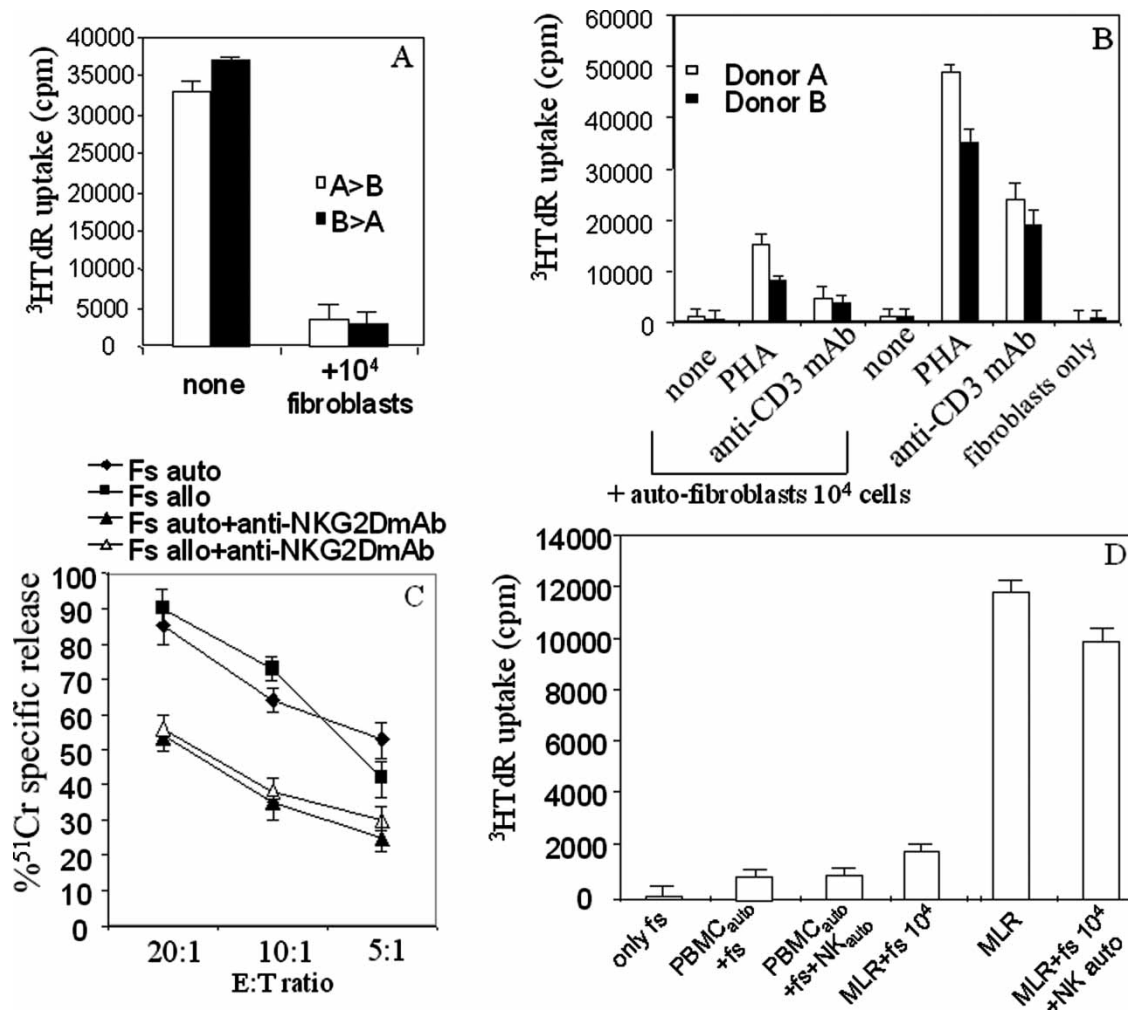 A
³HTdR uptake (cpm)
40000
35000
30000
25000
20000
15000
10000
5000
0
A>B
B>A
none
+10⁴
fibroblasts
B
³HTdR uptake (cpm)
60000
50000
40000
30000
20000
10000
0
Donor A
Donor B
none
PHA
anti-CD3 mAb
none
PHA
anti-CD3 mAb
fibroblasts only
+ auto-fibroblasts 10⁴ cells
Fs auto
Fs allo
Fs auto+anti-NKG2DmAb
Fs allo+anti-NKG2DmAb
C
%⁵¹Cr specific release
100
90
80
70
60
50
40
30
20
10
0
20:1
10:1
5:1
E:T ratio
D
³HTdR uptake (cpm)
14000
12000
10000
8000
6000
4000
2000
0
only fs
PBMCauto
+fs
PBMCauto
+fs+NKauto
MLR+fs 10⁴
MLR
MLR+fs 10⁴
+NK auto